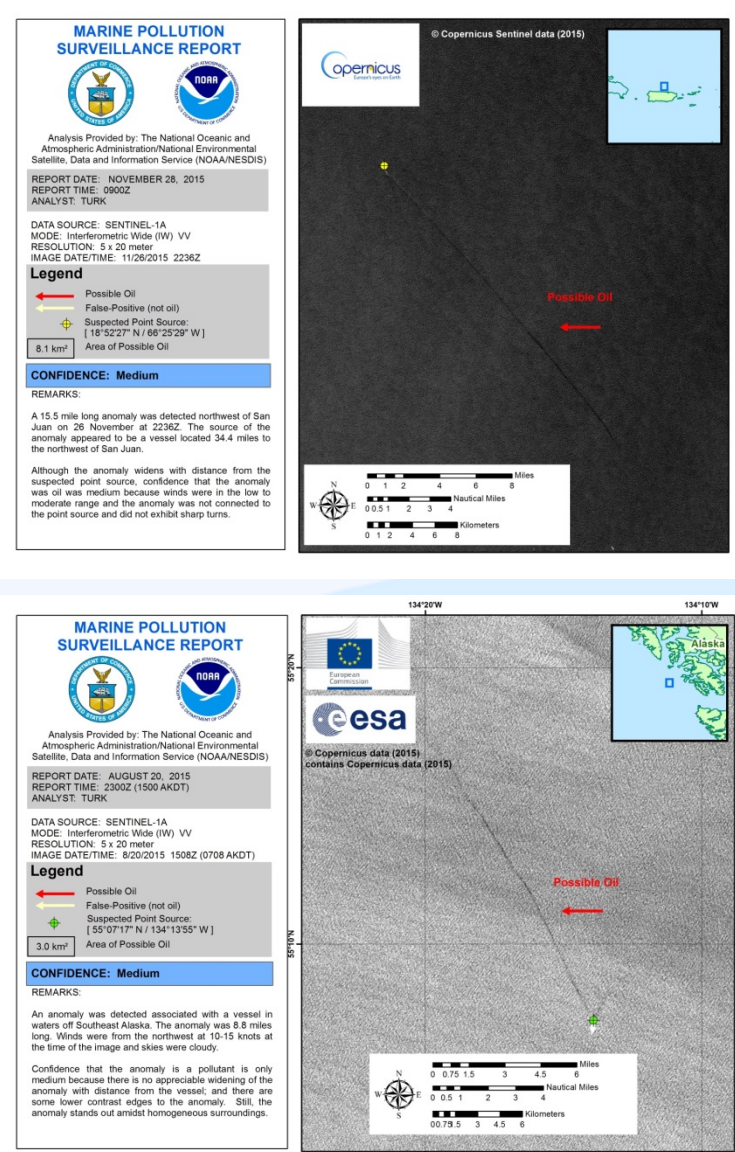 MARINE POLLUTION
SURVEILLANCE REPORT
NOAA
Analysis Provided by: The National Oceanic and
Atmospheric Administration/National Environmental
Satellite, Data and Information Service (NOAA/NESDIS)
REPORT DATE: NOVEMBER 28, 2015
REPORT TIME: 0900Z
ANALYST: TURK
DATA SOURCE: SENTINEL-1A
MODE: Interferometric Wide (IW) VV
RESOLUTION: 5 x 20 meter
IMAGE DATE/TIME: 11/26/2015 2236Z
Legend
Possible Oil
False-Positive (not oil)
Suspected Point Source:
[ 18°52'27" N / 66°25'29" W ]
8.1 km² Area of Possible Oil
CONFIDENCE: Medium
REMARKS:
A 15.5 mile long anomaly was detected northwest of San
Juan on 26 November at 2236Z. The source of the
anomaly appeared to be a vessel located 34.4 miles to
the northwest of San Juan.
Although the anomaly widens with distance from the
suspected point source, confidence that the anomaly
was oil was medium because winds were in the low to
moderate range and the anomaly was not connected to
the point source and did not exhibit sharp turns.
© Copernicus Sentinel data (2015)
opernicus
Europe's eyes on Earth
Possible Oil
N
W E
S
Miles
0 1 2 4 6 8
Nautical Miles
0 0.5 1 2 3 4
Kilometers
0 1 2 4 6 8
MARINE POLLUTION
SURVEILLANCE REPORT
NOAA
Analysis Provided by: The National Oceanic and
Atmospheric Administration/National Environmental
Satellite, Data and Information Service (NOAA/NESDIS)
REPORT DATE: AUGUST 20, 2015
REPORT TIME: 2300Z (1500 AKDT)
ANALYST: TURK
DATA SOURCE: SENTINEL-1A
MODE: Interferometric Wide (IW) VV
RESOLUTION: 5 x 20 meter
IMAGE DATE/TIME: 8/20/2015 1508Z (0708 AKDT)
Legend
Possible Oil
False-Positive (not oil)
Suspected Point Source:
[ 55°07'17" N / 134°13'55" W ]
3.0 km² Area of Possible Oil
CONFIDENCE: Medium
REMARKS:
An anomaly was detected associated with a vessel in
waters off Southeast Alaska. The anomaly was 8.8 miles
long. Winds were from the northwest at 10-15 knots at
the time of the image and skies were cloudy.
Confidence that the anomaly is a pollutant is only
medium because there is no appreciable widening of the
anomaly with distance from the vessel; and there are
some lower contrast edges to the anomaly. Still, the
anomaly stands out amidst homogeneous surroundings.
134°20'W 134°10'W
55°20'N
55°10'N
European
Commission
esa
© Copernicus data (2015)
contains Copernicus data (2015)
Alaska
Possible Oil
N
W E
S
Miles
0 0.75 1.5 3 4.5 6
Nautical Miles
0 0.5 1 2 3 4
Kilometers
0 0.75 1.5 3 4.5 6